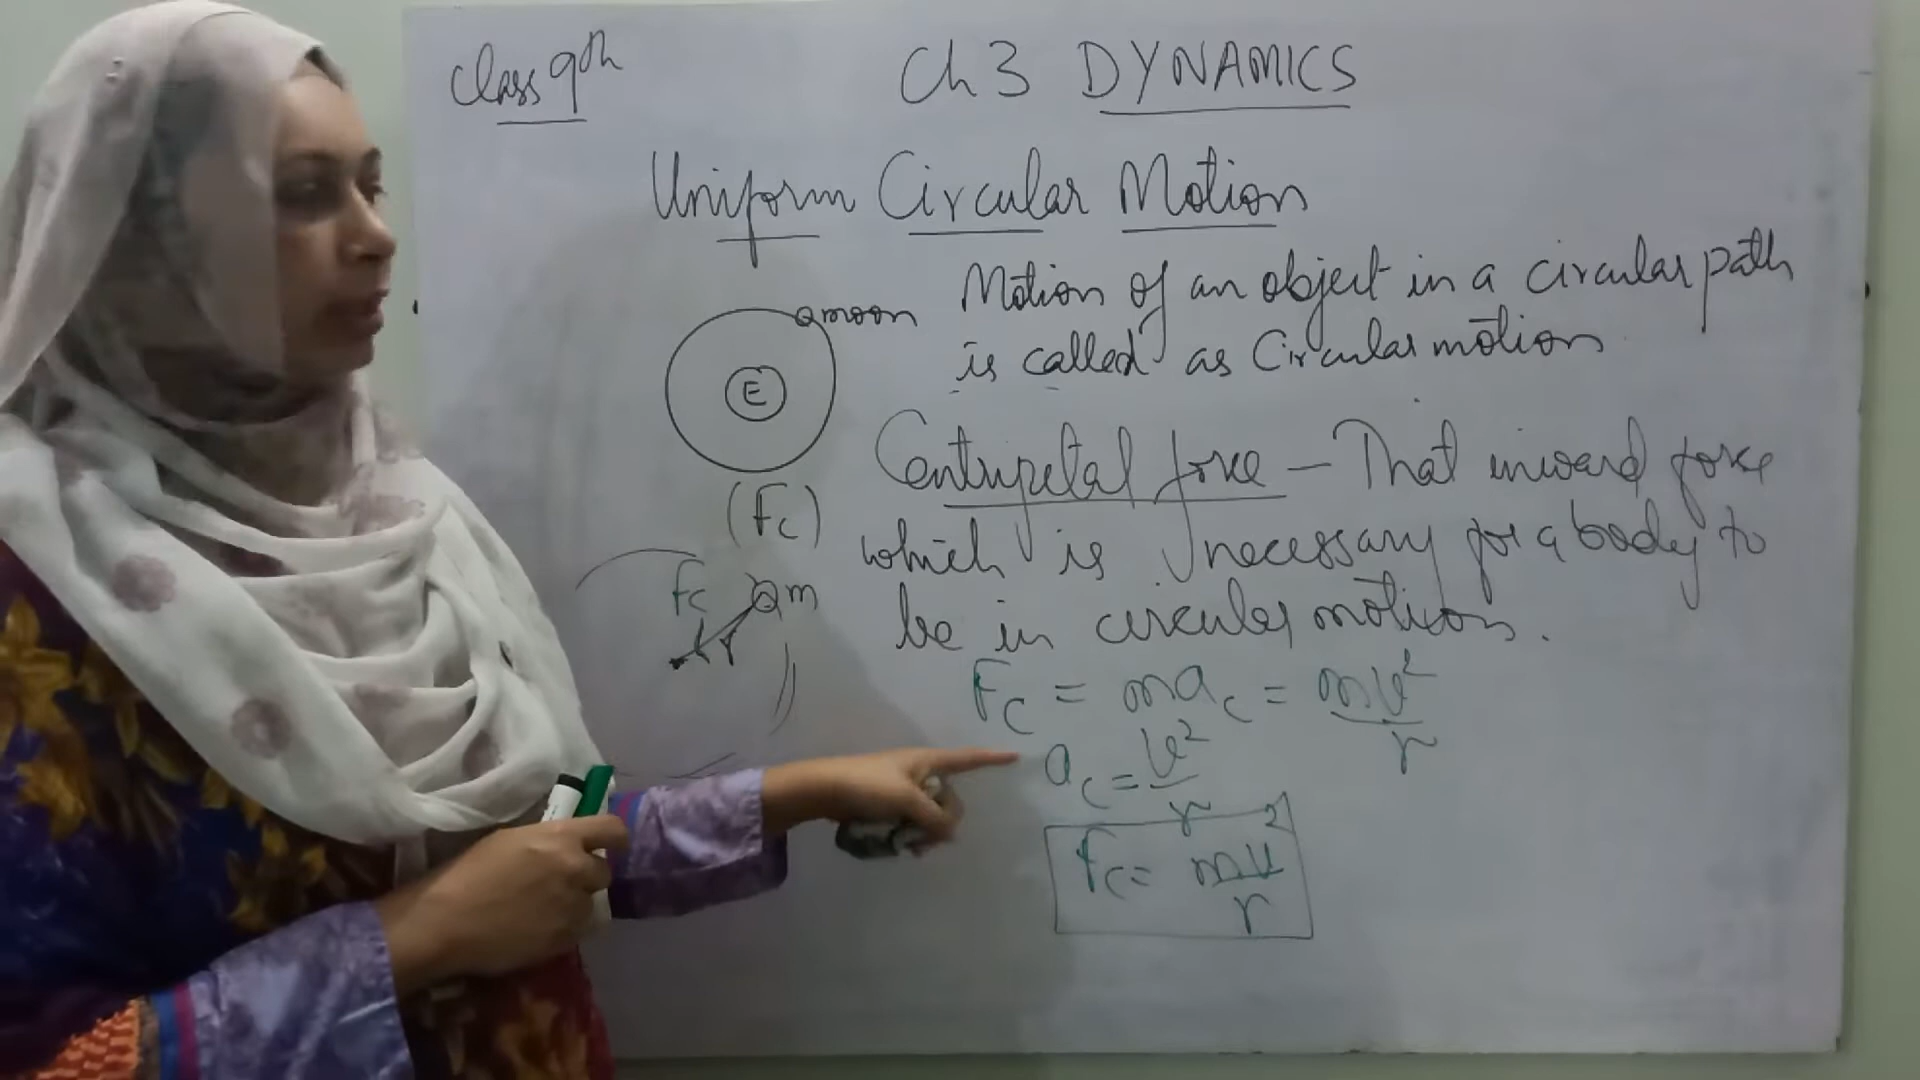 Class 9th
Ch 3 DYNAMICS
Uniform Circular Motion
moon
E
(Fc)
Fc
m
r
Motion of an object in a circular path
is called as Circular motion
Centripetal force – That inward force
which is necessary for a body to
be in circular motion.
Fc = mac = mv²/r
ac = v²/r
Fc = mv²/r